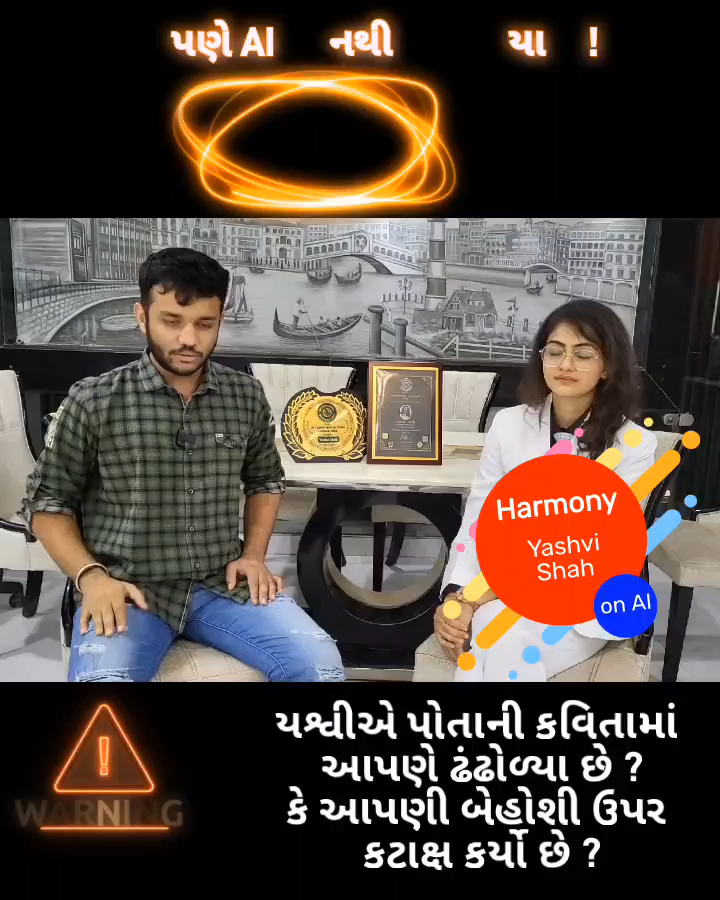 પણે AI નથી યા !
Harmony
Yashvi
Shah
on AI
WARNING
યશ્વીએ પોતાની કવિતામાં
આપણે ઢંઢોળ્યા છે ?
કે આપણી બેહોશી ઉપર
કટાક્ષ કર્યો છે ?